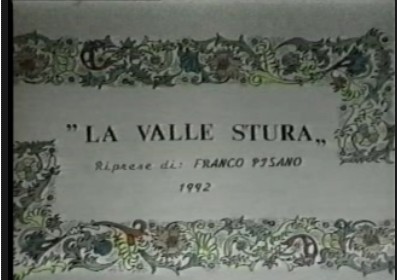 "LA VALLE STURA„
Riprese di: FRANCO PISANO
1992